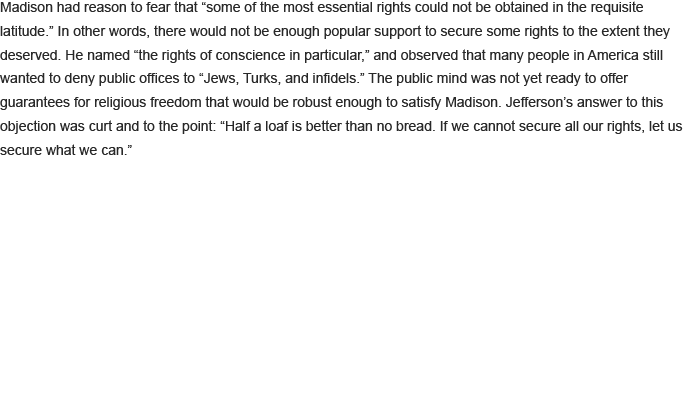 Madison had reason to fear that “some of the most essential rights could not be obtained in the requisite
latitude.” In other words, there would not be enough popular support to secure some rights to the extent they
deserved. He named “the rights of conscience in particular,” and observed that many people in America still
wanted to deny public offices to “Jews, Turks, and infidels.” The public mind was not yet ready to offer
guarantees for religious freedom that would be robust enough to satisfy Madison. Jefferson’s answer to this
objection was curt and to the point: “Half a loaf is better than no bread. If we cannot secure all our rights, let us
secure what we can.”